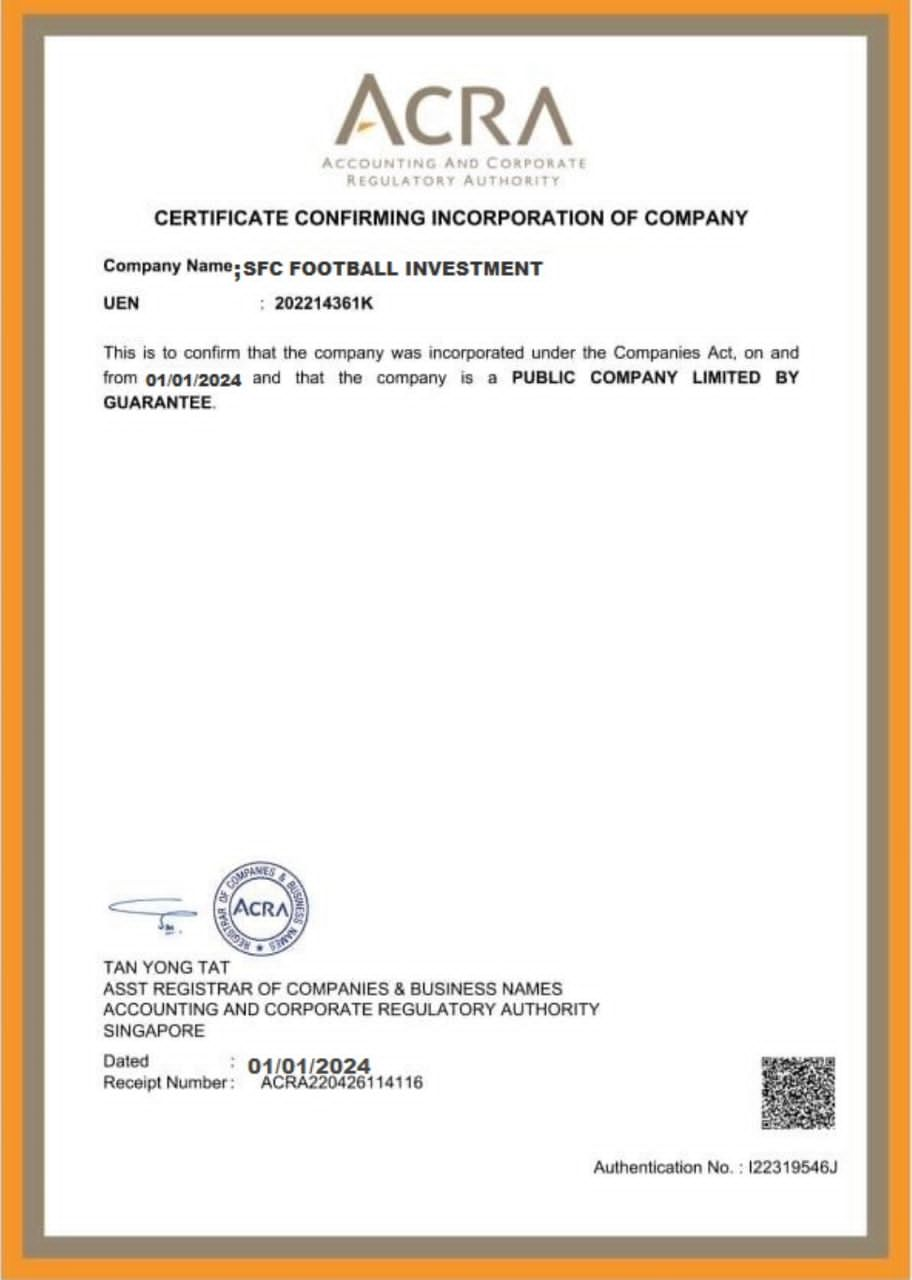 ACRA
ACCOUNTING AND CORPORATE
REGULATORY AUTHORITY
CERTIFICATE CONFIRMING INCORPORATION OF COMPANY
Company Name;SFC FOOTBALL INVESTMENT
UEN : 202214361K
This is to confirm that the company was incorporated under the Companies Act, on and
from 01/01/2024 and that the company is a PUBLIC COMPANY LIMITED BY
GUARANTEE.
REGISTRAR OF COMPANIES & BUSINESS NAMES ★
ACRA
TAN YONG TAT
ASST REGISTRAR OF COMPANIES & BUSINESS NAMES
ACCOUNTING AND CORPORATE REGULATORY AUTHORITY
SINGAPORE
Dated : 01/01/2024
Receipt Number : ACRA220426114116
Authentication No. : I22319546J